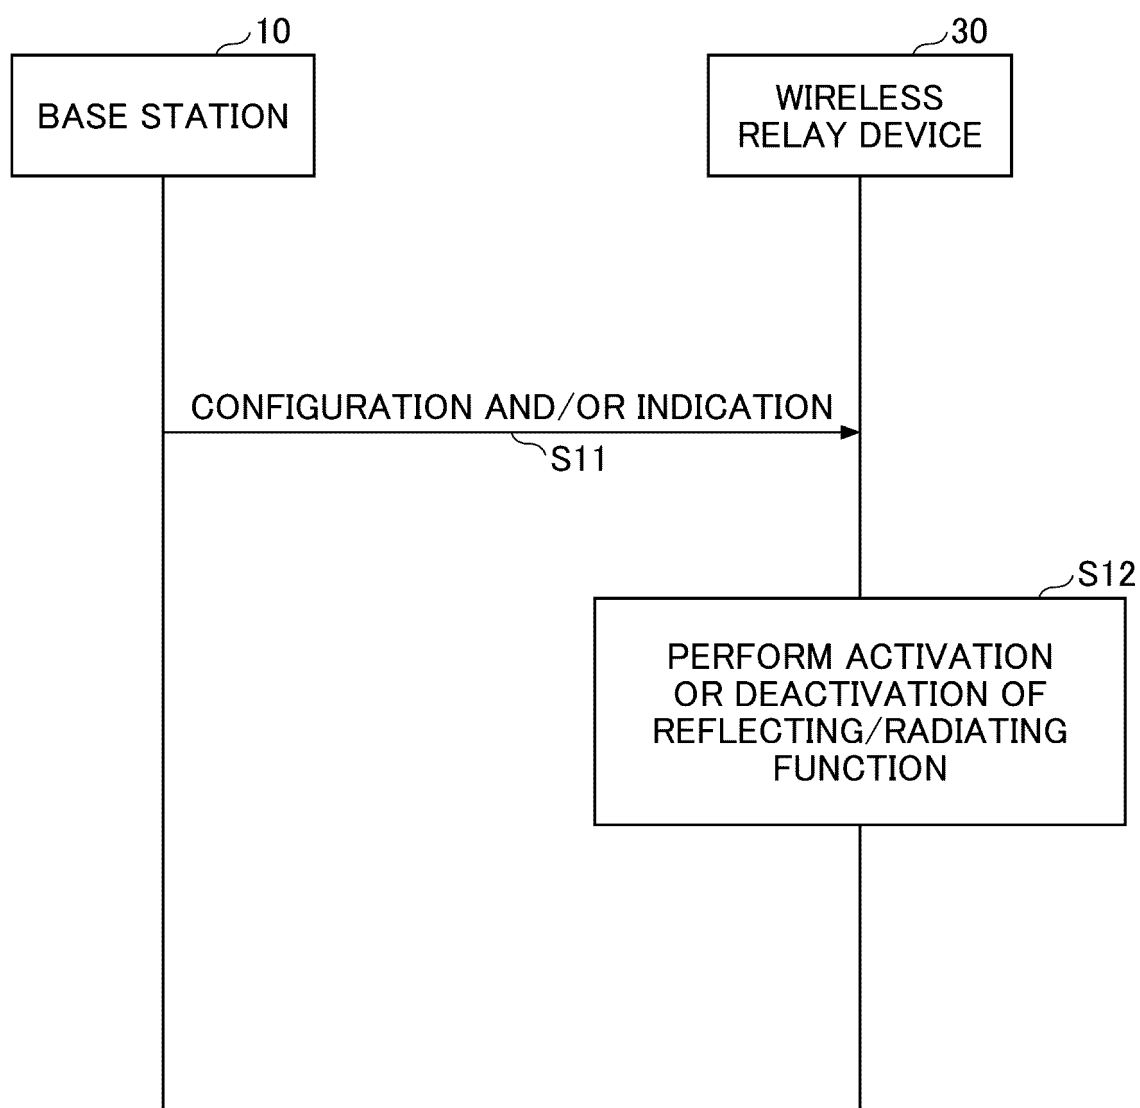 10
BASE STATION
30
WIRELESS
RELAY DEVICE
CONFIGURATION AND/OR INDICATION
S11
S12
PERFORM ACTIVATION
OR DEACTIVATION OF
REFLECTING/RADIATING
FUNCTION